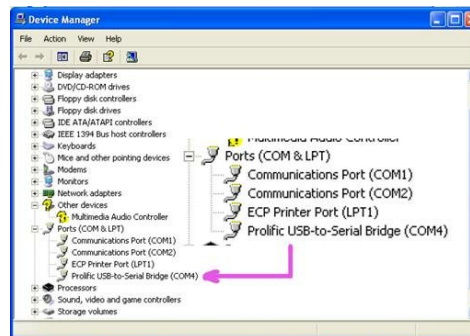 Device Manager
File Action View Help
Display adapters
DVD/CD-ROM drives
Floppy disk controllers
Floppy disk drives
IDE ATA/ATAPI controllers
IEEE 1394 Bus host controllers
Keyboards
Mice and other pointing devices
Modems
Monitors
Network adapters
Other devices
Multimedia Audio Controller
Ports (COM & LPT)
Communications Port (COM1)
Communications Port (COM2)
ECP Printer Port (LPT1)
Prolific USB-to-Serial Bridge (COM4)
Processors
Sound, video and game controllers
Storage volumes
Multimedia Audio Controller
Ports (COM & LPT)
Communications Port (COM1)
Communications Port (COM2)
ECP Printer Port (LPT1)
Prolific USB-to-Serial Bridge (COM4)